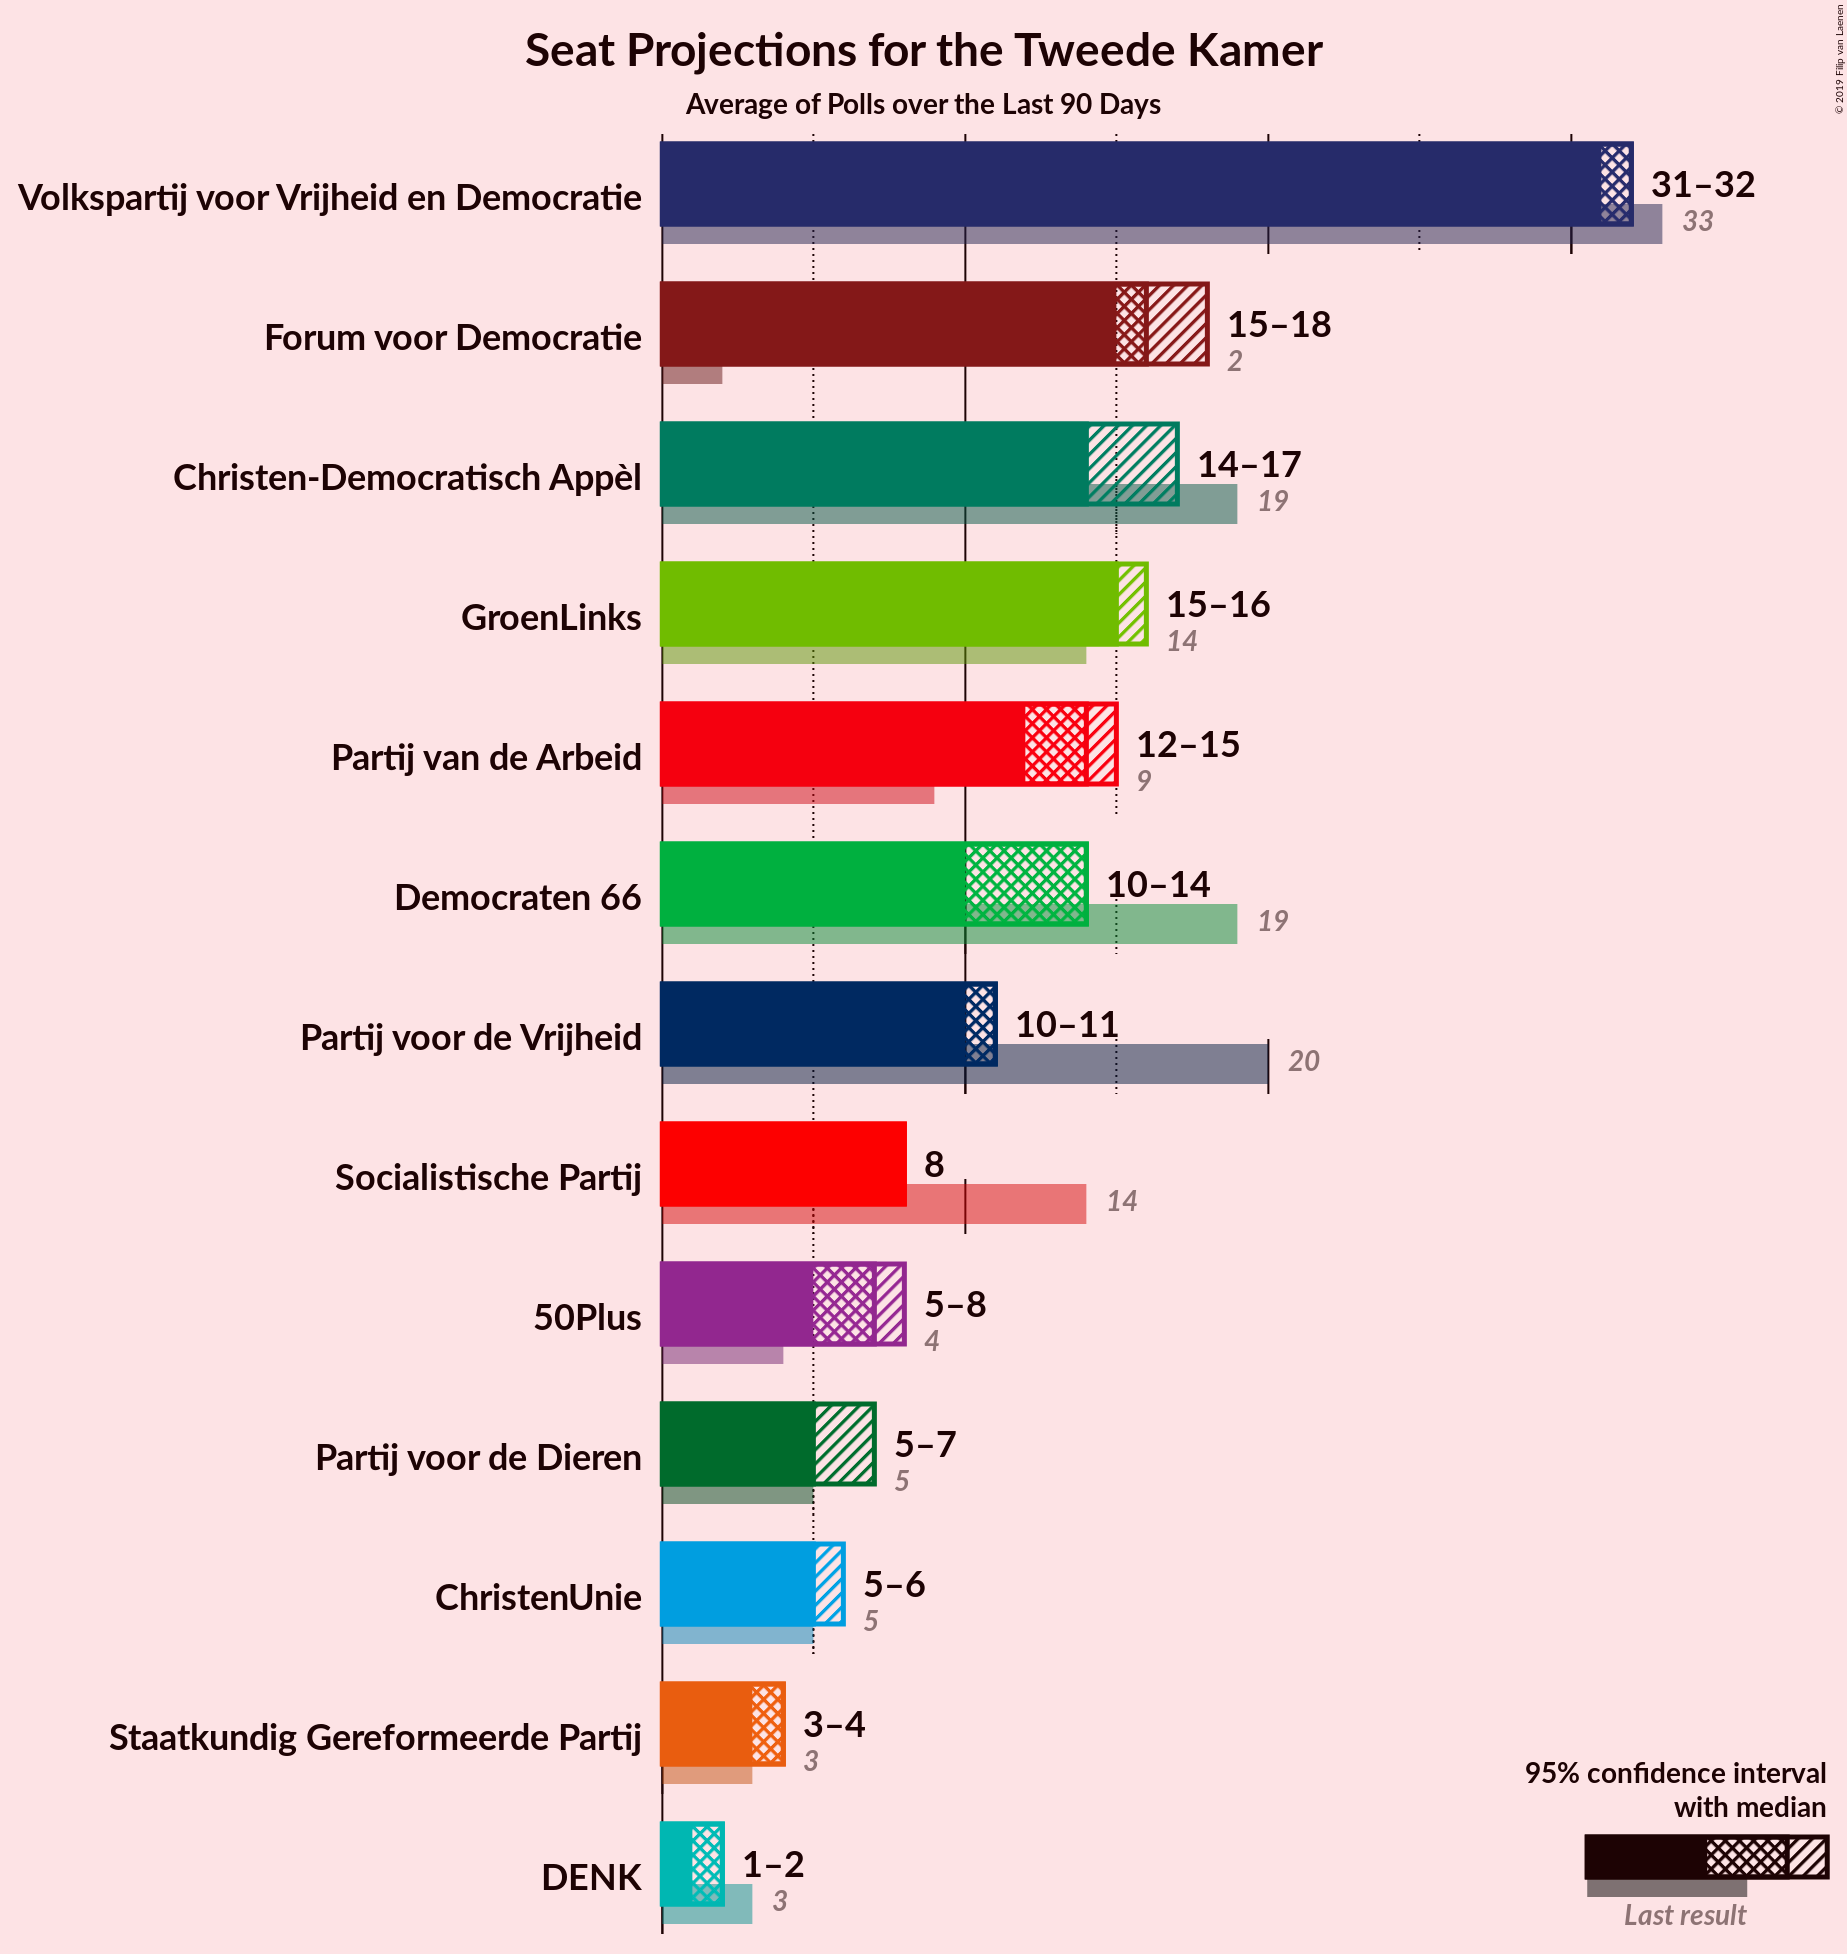 Seat Projections for the Tweede Kamer
Average of Polls over the Last 90 Days
© 2019 Filip van Laenen
Volkspartij voor Vrijheid en Democratie
31–32
33
Forum voor Democratie
15–18
2
Christen-Democratisch Appèl
14–17
19
GroenLinks
15–16
14
Partij van de Arbeid
12–15
9
Democraten 66
10–14
19
Partij voor de Vrijheid
10–11
20
Socialistische Partij
8
14
50Plus
5–8
4
Partij voor de Dieren
5–7
5
ChristenUnie
5–6
5
Staatkundig Gereformeerde Partij
3–4
3
DENK
1–2
3
95% confidence interval
with median
Last result